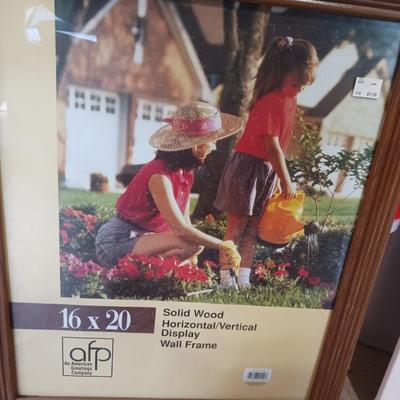 16 x 20
Solid Wood
Horizontal/Vertical
Display
Wall Frame
afp
An American
Greetings
Company